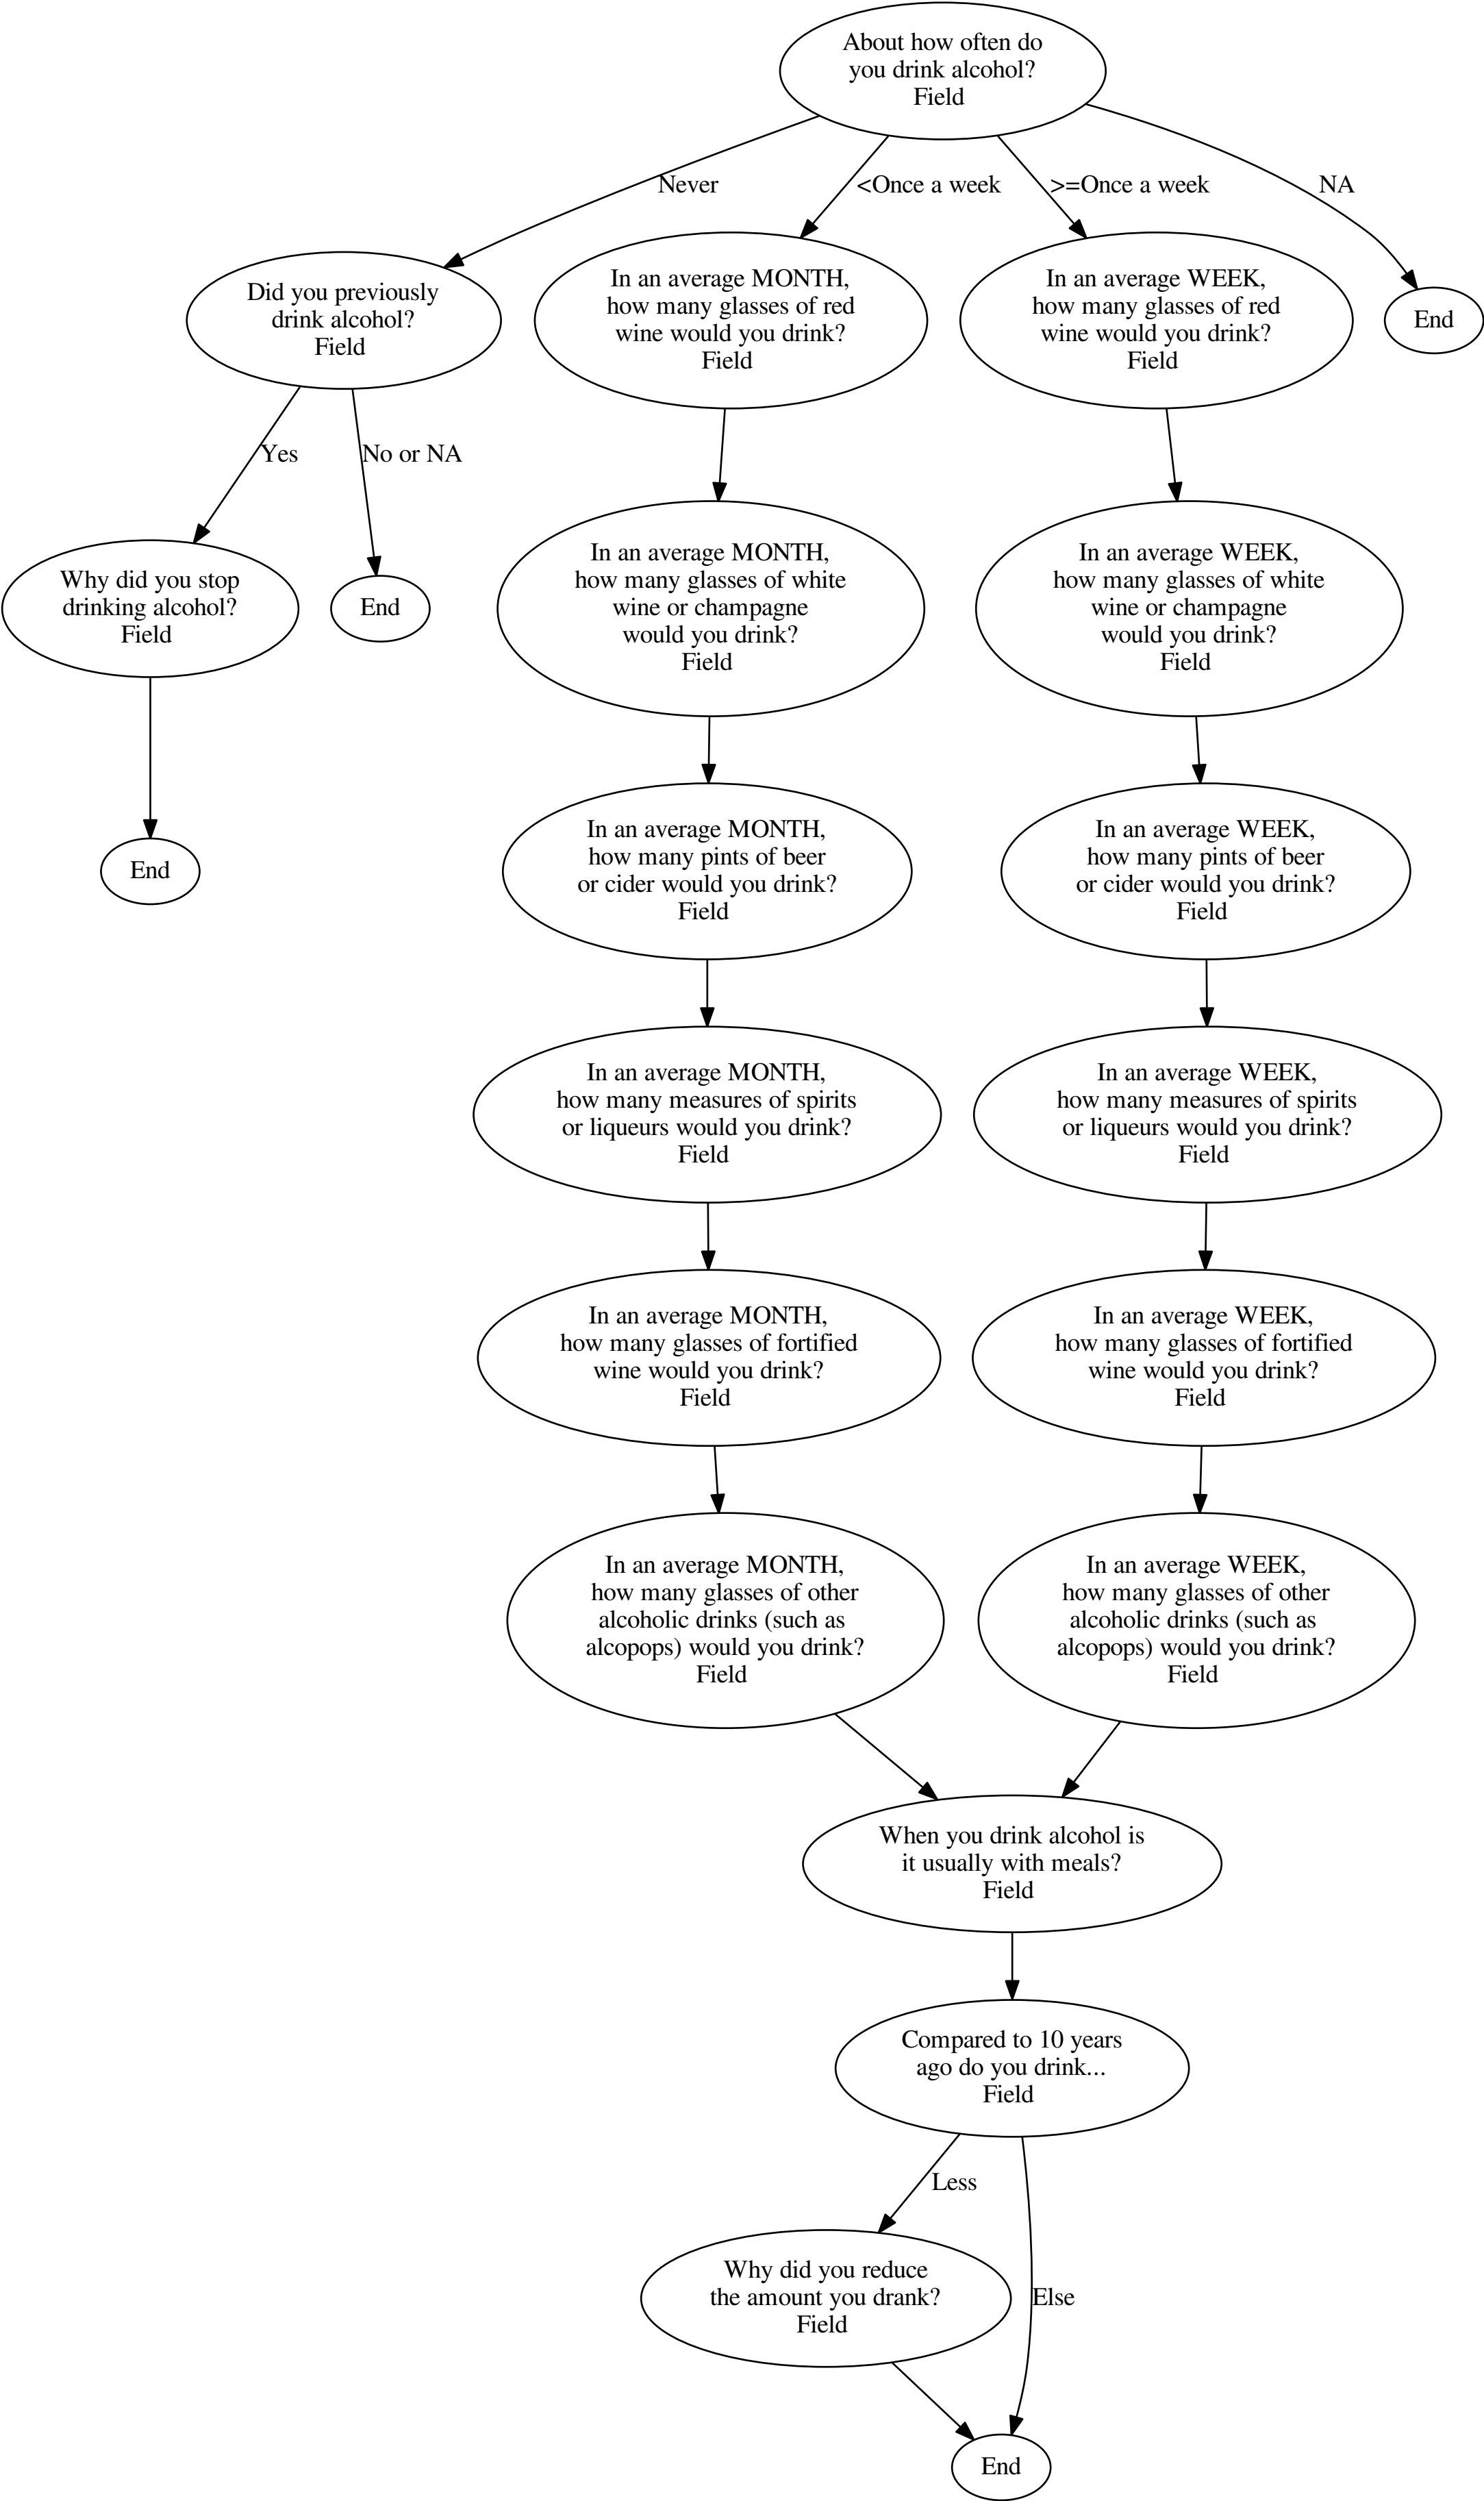 About how often do
you drink alcohol?
Field
Never
<Once a week
>=Once a week
NA
Did you previously
drink alcohol?
Field
In an average MONTH,
how many glasses of red
wine would you drink?
Field
In an average WEEK,
how many glasses of red
wine would you drink?
Field
End
Yes
No or NA
Why did you stop
drinking alcohol?
Field
End
In an average MONTH,
how many glasses of white
wine or champagne
would you drink?
Field
In an average WEEK,
how many glasses of white
wine or champagne
would you drink?
Field
End
In an average MONTH,
how many pints of beer
or cider would you drink?
Field
In an average WEEK,
how many pints of beer
or cider would you drink?
Field
In an average MONTH,
how many measures of spirits
or liqueurs would you drink?
Field
In an average WEEK,
how many measures of spirits
or liqueurs would you drink?
Field
In an average MONTH,
how many glasses of fortified
wine would you drink?
Field
In an average WEEK,
how many glasses of fortified
wine would you drink?
Field
In an average MONTH,
how many glasses of other
alcoholic drinks (such as
alcopops) would you drink?
Field
In an average WEEK,
how many glasses of other
alcoholic drinks (such as
alcopops) would you drink?
Field
When you drink alcohol is
it usually with meals?
Field
Compared to 10 years
ago do you drink...
Field
Less
Why did you reduce
the amount you drank?
Field
Else
End